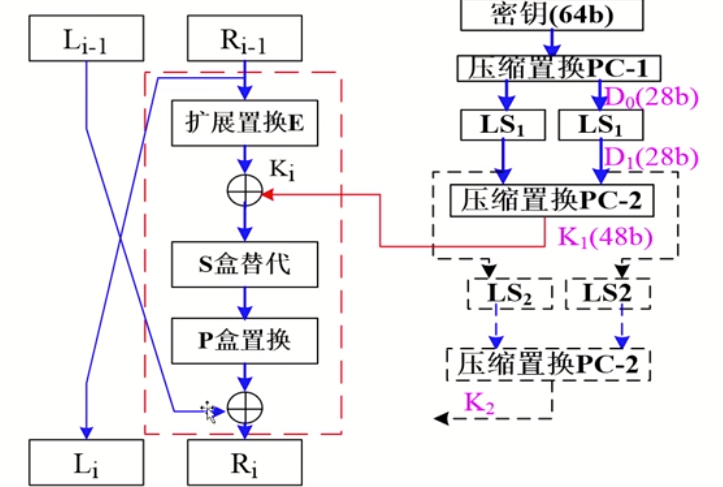 L_{i-1}
R_{i-1}
扩展置换E
K_i
S盒替代
P盒置换
L_i
R_i
密钥(64b)
压缩置换PC-1
D_0(28b)
LS_1
LS_1
D_1(28b)
压缩置换PC-2
K_1(48b)
LS_2
LS2
压缩置换PC-2
K_2